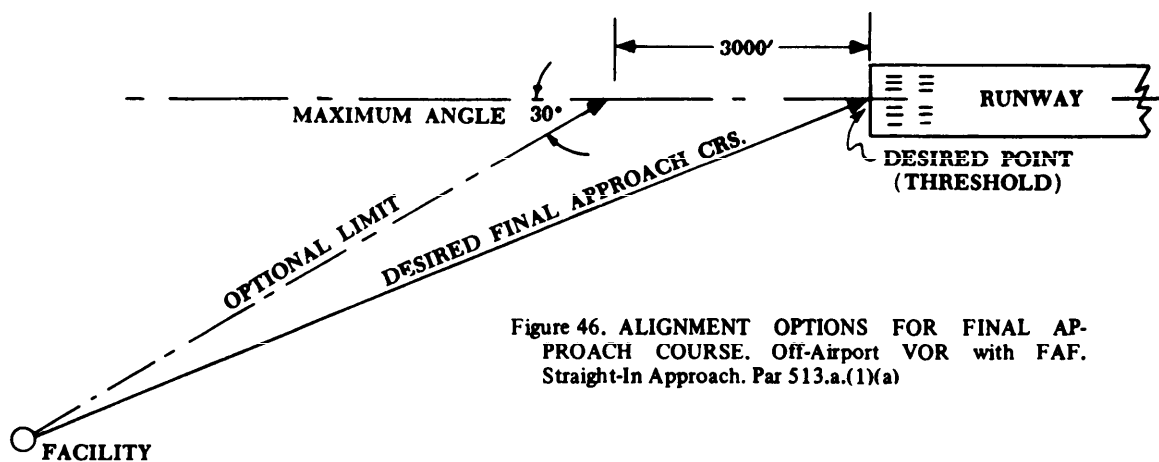 3000'
MAXIMUM ANGLE 30°
RUNWAY
DESIRED POINT
(THRESHOLD)
OPTIONAL LIMIT
DESIRED FINAL APPROACH CRS.
Figure 46. ALIGNMENT OPTIONS FOR FINAL AP-
PROACH COURSE. Off-Airport VOR with FAF.
Straight-In Approach. Par 513.a.(1)(a)
FACILITY